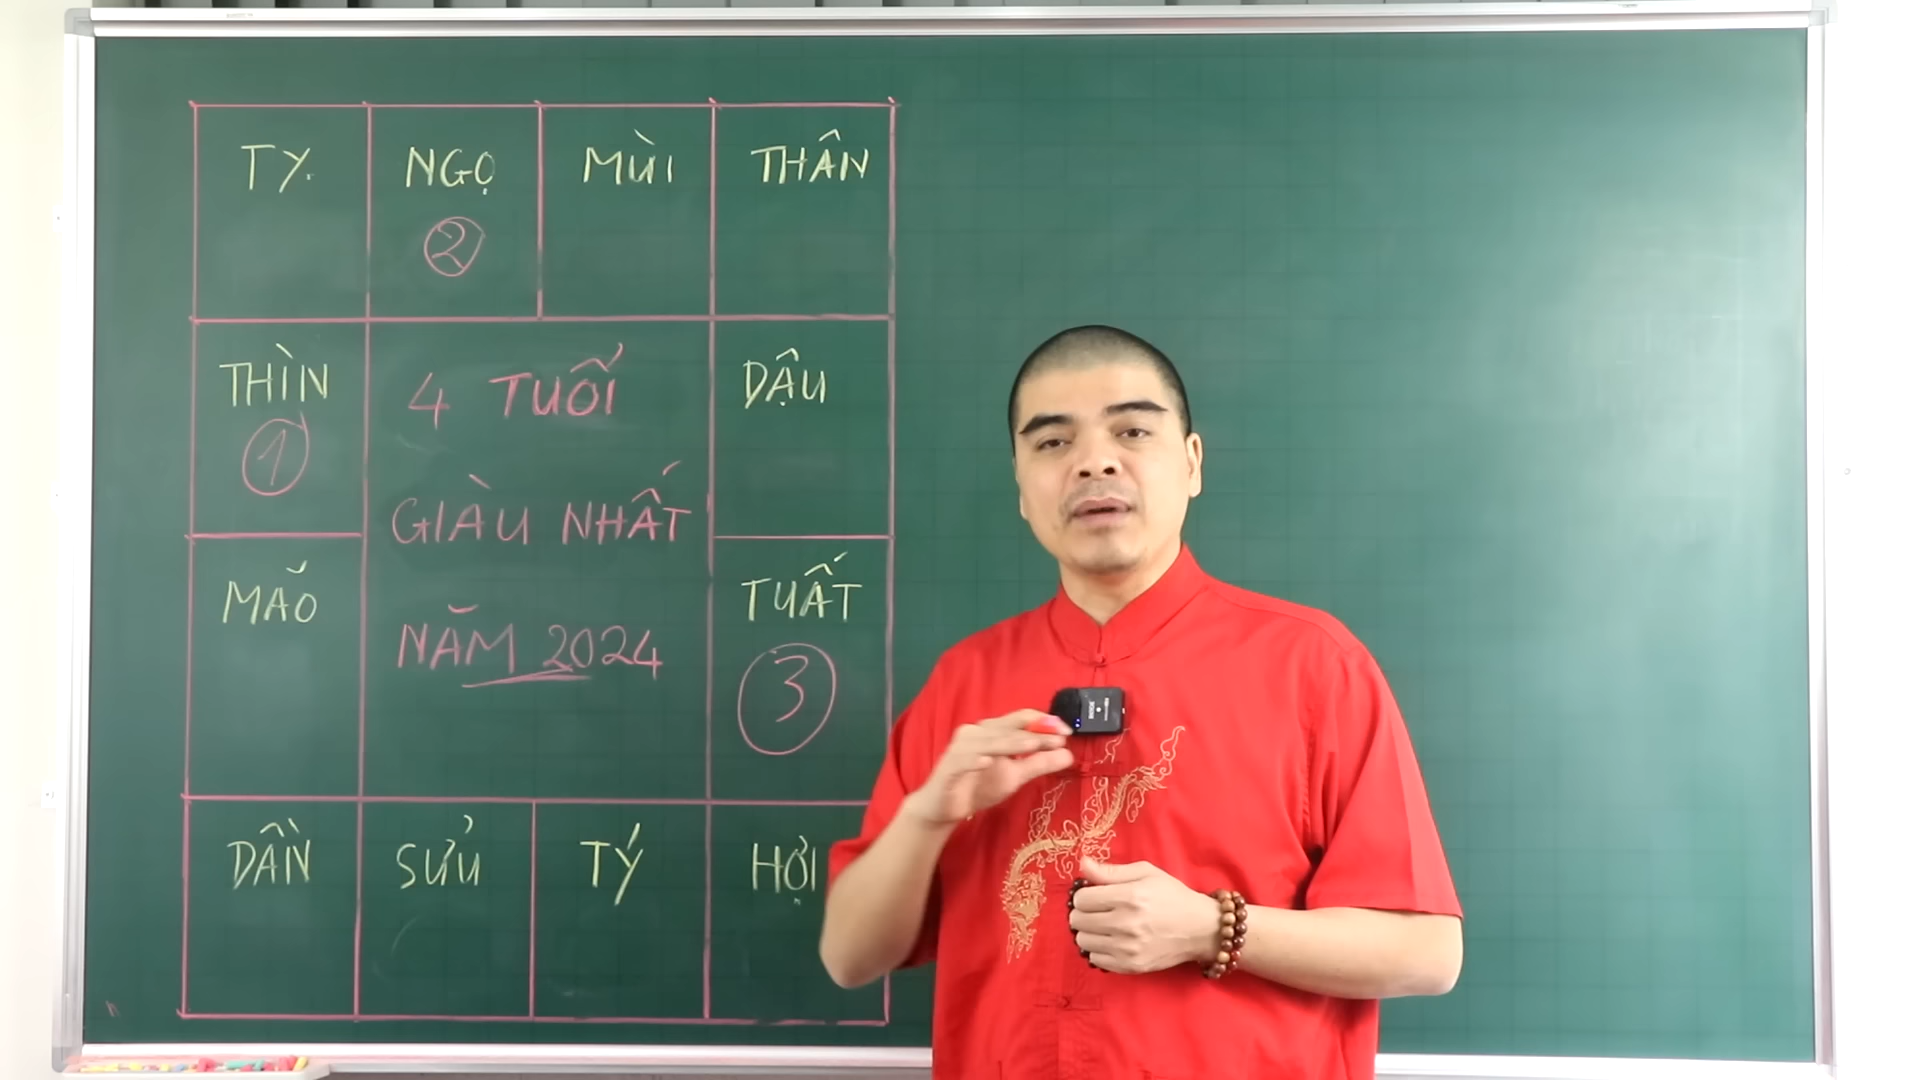 TỴ NGỌ MÙI THÂN
2
THÌN DẬU
1
4 TUỔI
GIÀU NHẤT
NĂM 2024
MÃO TUẤT
3
DẦN SỬU TÝ HỢI